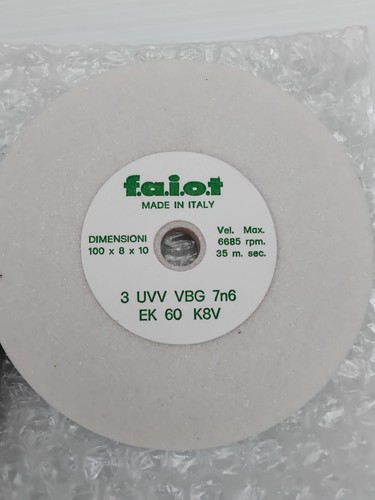 f.a.i.o.t
MADE IN ITALY
DIMENSIONI
100 x 8 x 10
Vel. Max.
6685 rpm.
35 m. sec.
3 UVV VBG 7n6
EK 60 K8V